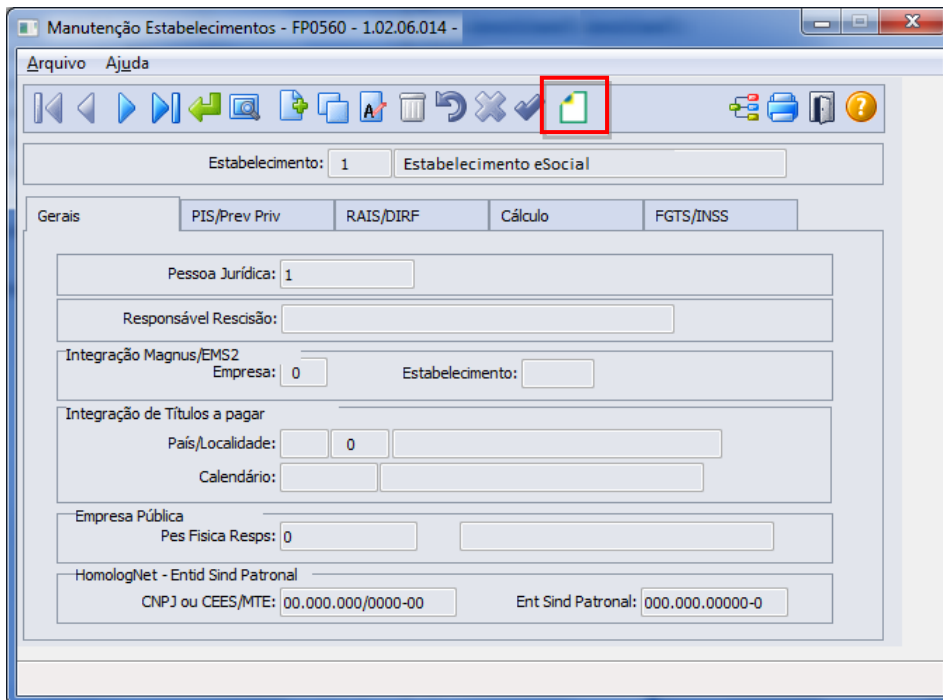 Manutenção Estabelecimentos - FP0560 - 1.02.06.014 -
Arquivo Ajuda
Estabelecimento: 1 Estabelecimento eSocial
Gerais PIS/Prev Priv RAIS/DIRF Cálculo FGTS/INSS
Pessoa Jurídica: 1
Responsável Rescisão:
Integração Magnus/EMS2
Empresa: 0 Estabelecimento:
Integração de Títulos a pagar
País/Localidade: 0
Calendário:
Empresa Pública
Pes Fisica Resps: 0
HomologNet - Entid Sind Patronal
CNPJ ou CEES/MTE: 00.000.000/0000-00 Ent Sind Patronal: 000.000.00000-0